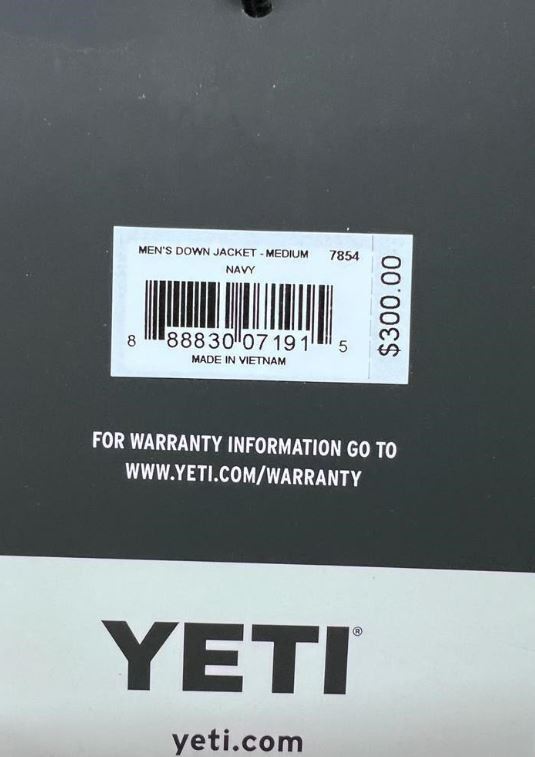 MEN'S DOWN JACKET - MEDIUM 7854
NAVY
$300.00
8 88830 07191 5
MADE IN VIETNAM
FOR WARRANTY INFORMATION GO TO
WWW.YETI.COM/WARRANTY
YETI®
yeti.com